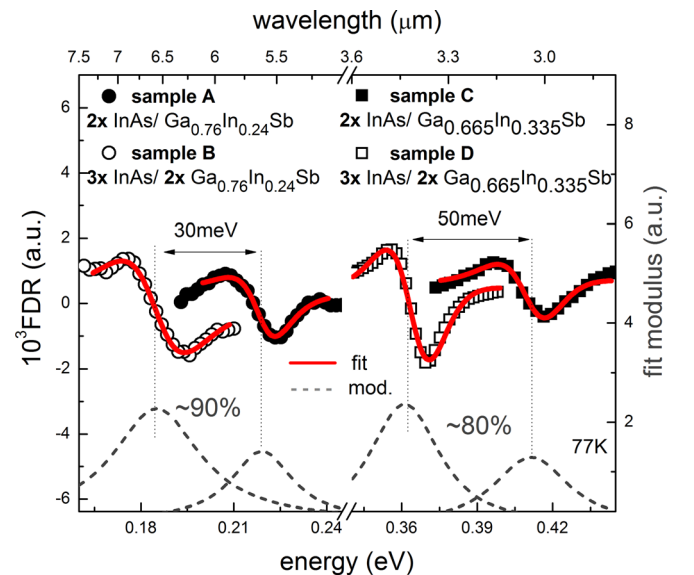 wavelength (μm)
7.5 7 6.5 6 5.5 3.6 3.3 3.0
sample A
2x InAs/ Ga0.76In0.24Sb
sample C
2x InAs/ Ga0.665In0.335Sb
sample B
3x InAs/ 2x Ga0.76In0.24Sb
sample D
3x InAs/ 2x Ga0.665In0.335Sb
30meV
50meV
10³FDR (a.u.)
6
4
2
0
-2
-4
-6
fit modulus (a.u.)
8
6
4
2
fit
mod.
~90%
~80%
77K
0.18 0.21 0.24 0.36 0.39 0.42
energy (eV)